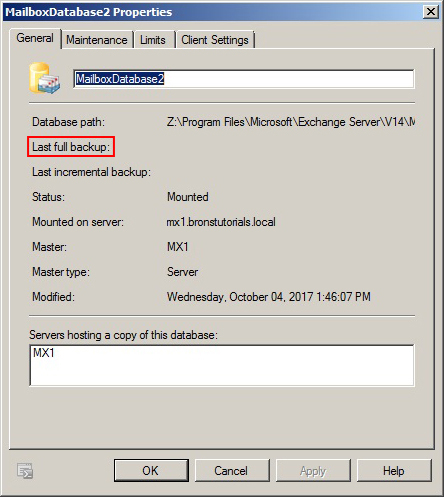 MailboxDatabase2 Properties
General Maintenance Limits Client Settings
MailboxDatabase2
Database path: Z:\Program Files\Microsoft\Exchange Server\V14\M
Last full backup:
Last incremental backup:
Status: Mounted
Mounted on server: mx1.bronstutorials.local
Master: MX1
Master type: Server
Modified: Wednesday, October 04, 2017 1:46:07 PM
Servers hosting a copy of this database:
MX1
OK Cancel Apply Help